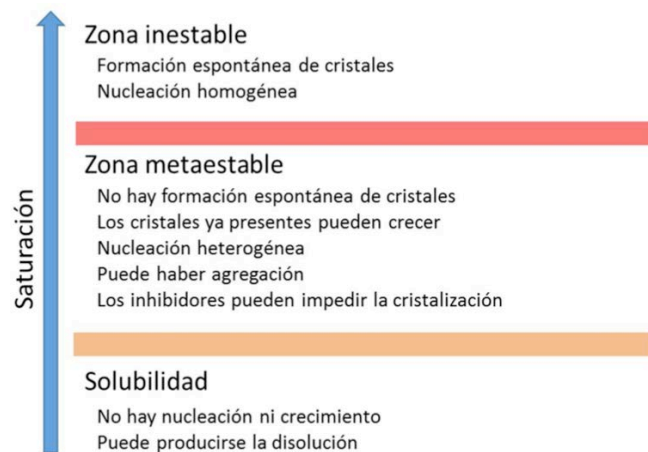 Zona inestable
Formación espontánea de cristales
Nucleación homogénea
Zona metaestable
No hay formación espontánea de cristales
Los cristales ya presentes pueden crecer
Nucleación heterogénea
Puede haber agregación
Los inhibidores pueden impedir la cristalización
Solubilidad
No hay nucleación ni crecimiento
Puede producirse la disolución
Saturación